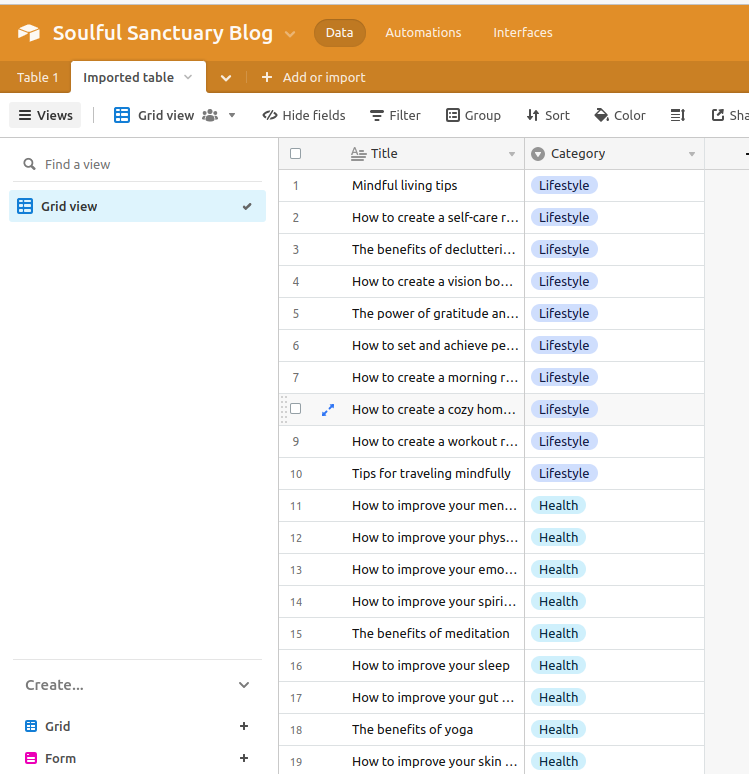 Soulful Sanctuary Blog Data Automations Interfaces
Table 1 Imported table Add or import
Views Grid view Hide fields Filter Group Sort Color Sha
Find a view
Grid view
Title Category
1 Mindful living tips Lifestyle
2 How to create a self-care r... Lifestyle
3 The benefits of declutteri... Lifestyle
4 How to create a vision bo... Lifestyle
5 The power of gratitude an... Lifestyle
6 How to set and achieve pe... Lifestyle
7 How to create a morning r... Lifestyle
How to create a cozy hom... Lifestyle
9 How to create a workout r... Lifestyle
10 Tips for traveling mindfully Lifestyle
11 How to improve your men... Health
12 How to improve your phys... Health
13 How to improve your emo... Health
14 How to improve your spiri... Health
15 The benefits of meditation Health
16 How to improve your sleep Health
17 How to improve your gut ... Health
18 The benefits of yoga Health
19 How to improve your skin ... Health
Create...
Grid +
Form +